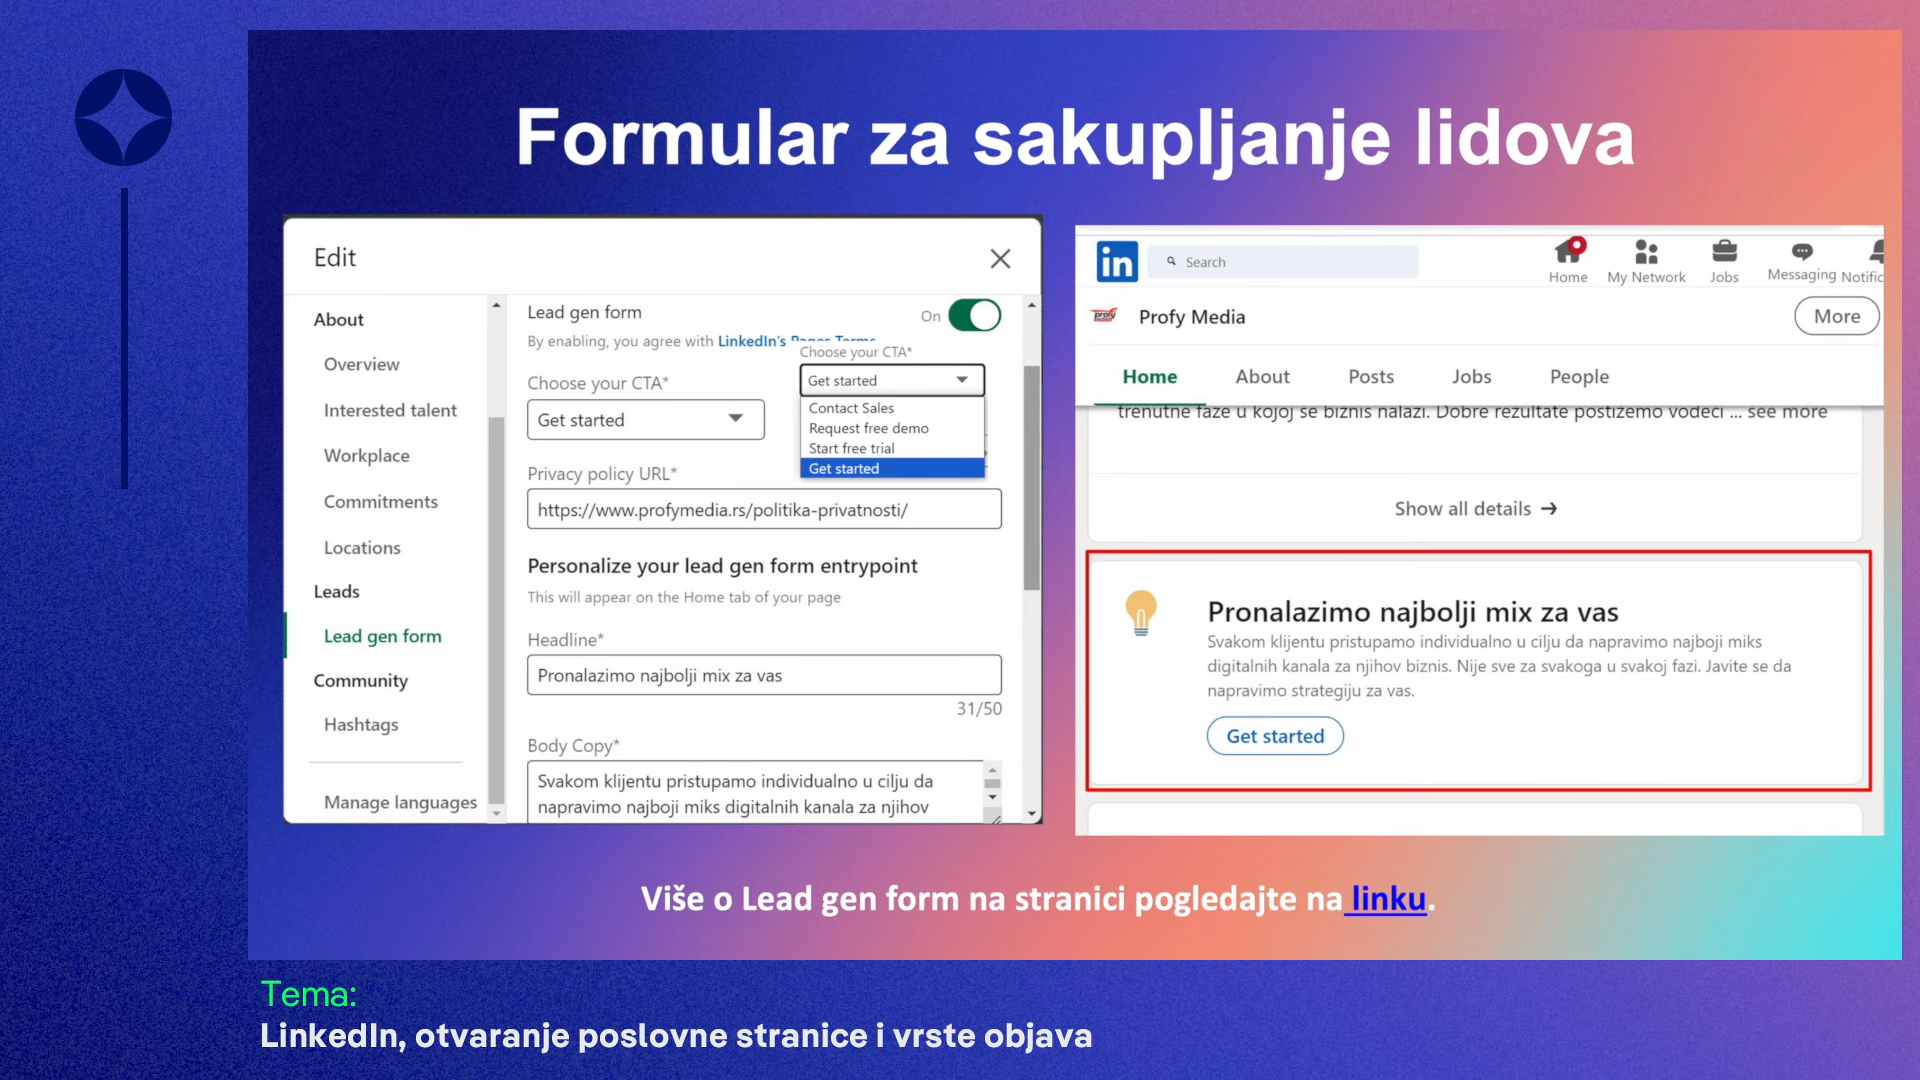 Formular za sakupljanje lidova
Edit
About
Overview
Interested talent
Workplace
Commitments
Locations
Leads
Lead gen form
Community
Hashtags
Manage languages
Lead gen form
On
By enabling, you agree with LinkedIn's Pages Terms
Choose your CTA*
Get started
Choose your CTA*
Get started
Contact Sales
Request free demo
Start free trial
Get started
Privacy policy URL*
https://www.profymedia.rs/politika-privatnosti/
Personalize your lead gen form entrypoint
This will appear on the Home tab of your page
Headline*
Pronalazimo najbolji mix za vas
31/50
Body Copy*
Svakom klijentu pristupamo individualno u cilju da
napravimo najboji miks digitalnih kanala za njihov
in
Search
Home
My Network
Jobs
Messaging
Notific
profy
Profy Media
More
Home
About
Posts
Jobs
People
trenutne faze u kojoj se biznis nalazi. Dobre rezultate postižemo vodeći ... see more
Show all details →
Pronalazimo najbolji mix za vas
Svakom klijentu pristupamo individualno u cilju da napravimo najboji miks
digitalnih kanala za njihov biznis. Nije sve za svakoga u svakoj fazi. Javite se da
napravimo strategiju za vas.
Get started
Više o Lead gen form na stranici pogledajte na linku.
Tema:
LinkedIn, otvaranje poslovne stranice i vrste objava